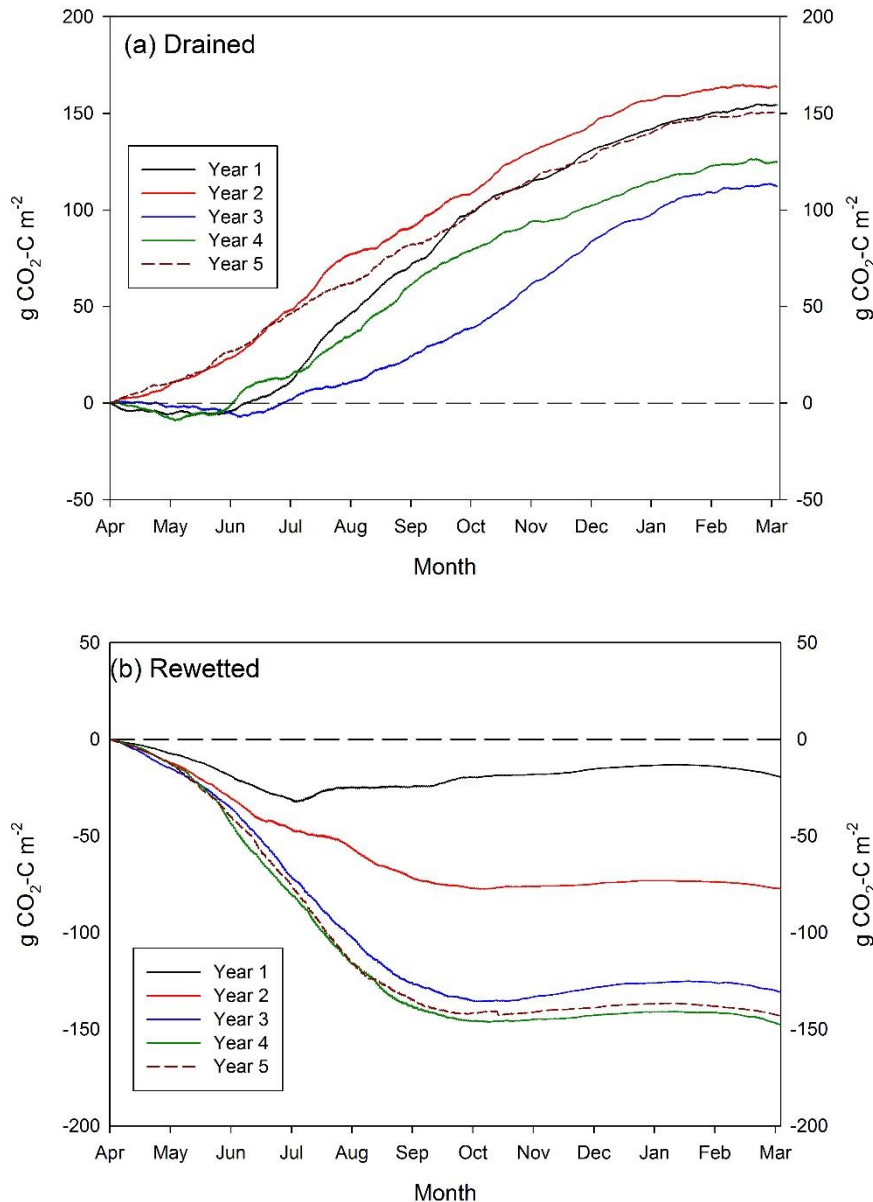 (a) Drained
200
150
100
50
0
-50
g CO₂-C m⁻²
200
150
100
50
0
-50
g CO₂-C m⁻²
Year 1
Year 2
Year 3
Year 4
Year 5
Apr May Jun Jul Aug Sep Oct Nov Dec Jan Feb Mar
Month
(b) Rewetted
50
0
-50
-100
-150
-200
g CO₂-C m⁻²
50
0
-50
-100
-150
-200
g CO₂-C m⁻²
Year 1
Year 2
Year 3
Year 4
Year 5
Apr May Jun Jul Aug Sep Oct Nov Dec Jan Feb Mar
Month